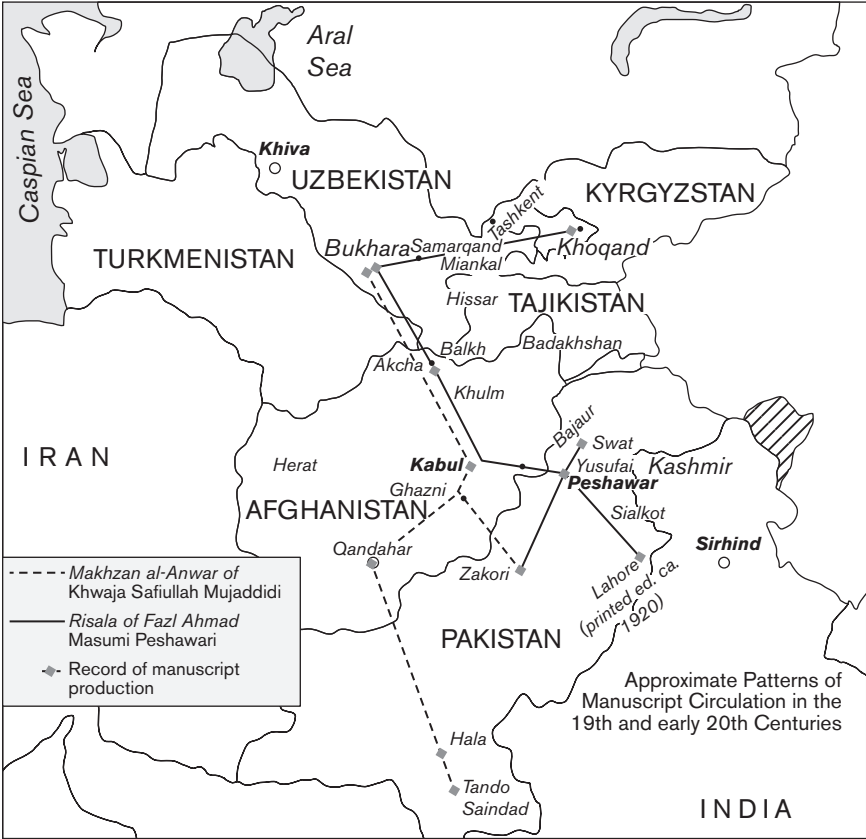 Aral
Sea
Caspian Sea
Khiva
UZBEKISTAN
KYRGYZSTAN
Tashkent
TURKMENISTAN
Bukhara
Samarqand
Miankal
Khoqand
Hissar
TAJIKISTAN
Balkh
Badakhshan
Akcha
Khulm
IRAN
Herat
Kabul
Bajaur
Swat
Yusufai
Kashmir
Peshawar
Ghazni
AFGHANISTAN
Sialkot
Qandahar
Zakori
Sirhind
Lahore
(printed ed. ca.
1920)
Makhzan al-Anwar of
Khwaja Safiullah Mujaddidi
Risala of Fazl Ahmad
Masumi Peshawari
Record of manuscript
production
PAKISTAN
Approximate Patterns of
Manuscript Circulation in the
19th and early 20th Centuries
Hala
Tando
Saindad
INDIA